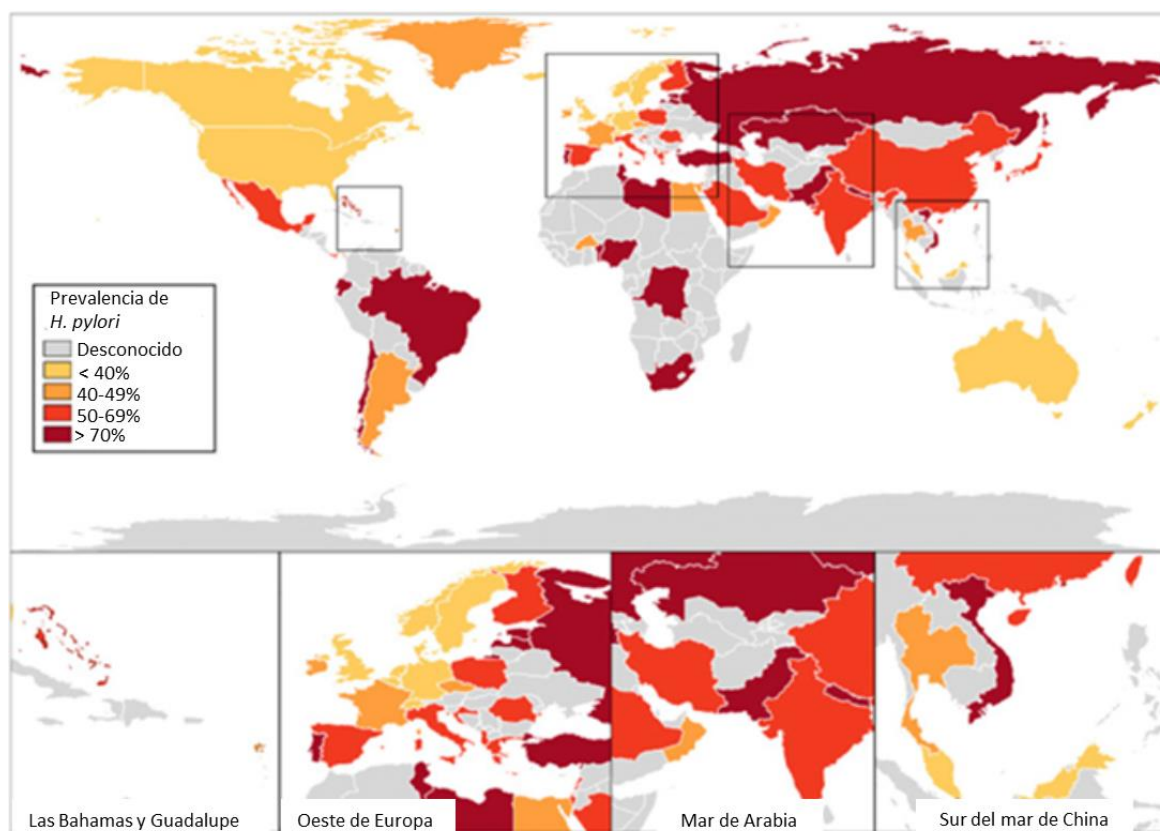 Prevalencia de
H. pylori
Desconocido
< 40%
40-49%
50-69%
> 70%
Las Bahamas y Guadalupe
Oeste de Europa
Mar de Arabia
Sur del mar de China